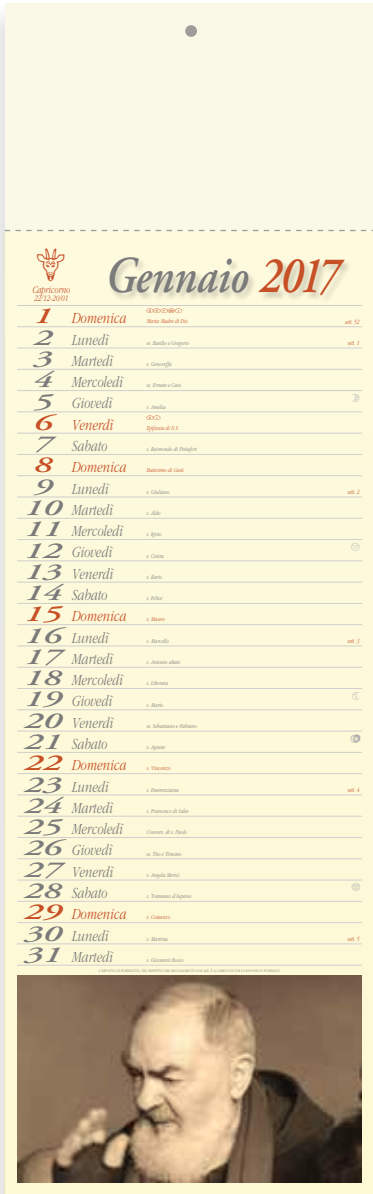 Gennaio 2017
Capricorno
22/12-20/01
1 Domenica Maria Madre di Dio sett. 52
2 Lunedì ss. Basilio e Gregorio sett. 1
3 Martedì s. Genoveffa
4 Mercoledì ss. Ermete e Caio
5 Giovedì s. Amelia
6 Venerdì Epifania di N.S.
7 Sabato s. Raimondo di Peñafort
8 Domenica Battesimo di Gesù
9 Lunedì s. Giuliano sett. 2
10 Martedì s. Aldo
11 Mercoledì s. Igino
12 Giovedì s. Cesira
13 Venerdì s. Ilario
14 Sabato s. Felice
15 Domenica s. Mauro
16 Lunedì s. Marcello sett. 3
17 Martedì s. Antonio abate
18 Mercoledì s. Liberata
19 Giovedì s. Mario
20 Venerdì ss. Sebastiano e Fabiano
21 Sabato s. Agnese
22 Domenica s. Vincenzo
23 Lunedì s. Emerenziana sett. 4
24 Martedì s. Francesco di Sales
25 Mercoledì Convers. di s. Paolo
26 Giovedì ss. Tito e Timoteo
27 Venerdì s. Angela Merici
28 Sabato s. Tommaso d'Aquino
29 Domenica s. Costanzo
30 Lunedì s. Martina sett. 5
31 Martedì s. Giovanni Bosco